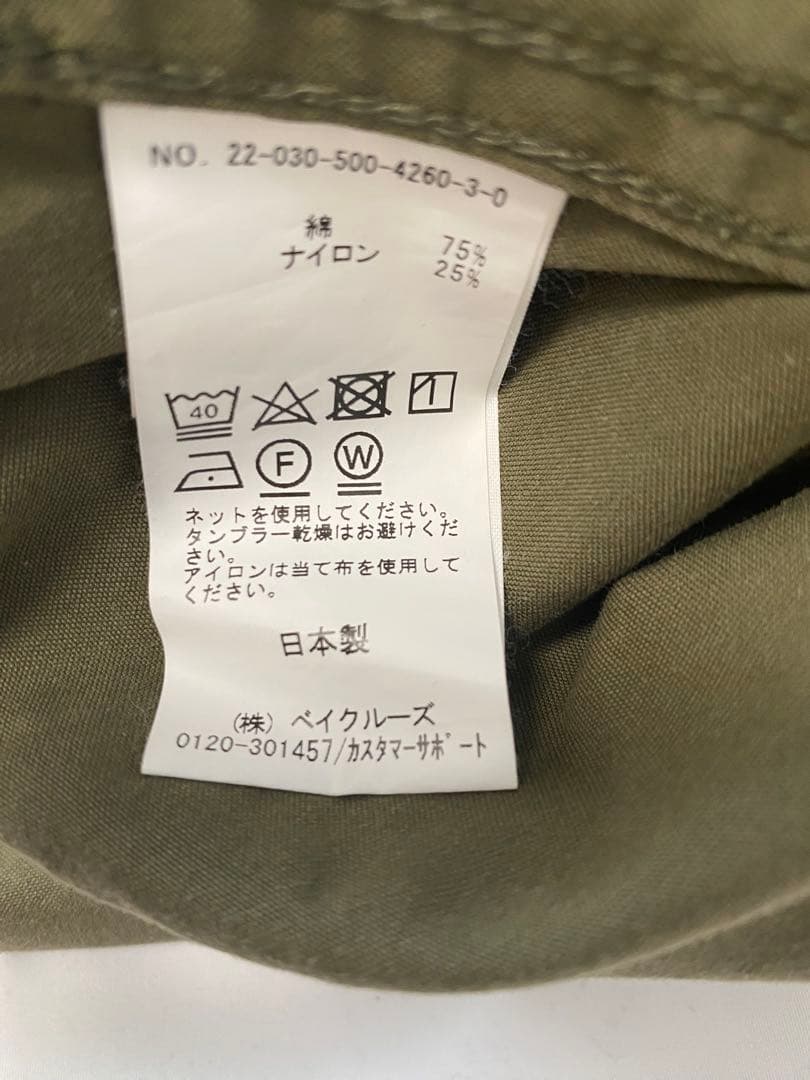 NO. 22-030-500-4260-3-0
綿 75%
ナイロン 25%
40
F W
ネットを使用してください。
タンブラー乾燥はお避けくだ
さい。
アイロンは当て布を使用して
ください。
日本製
(株) ベイクルーズ
0120-301457/カスタマーサポート